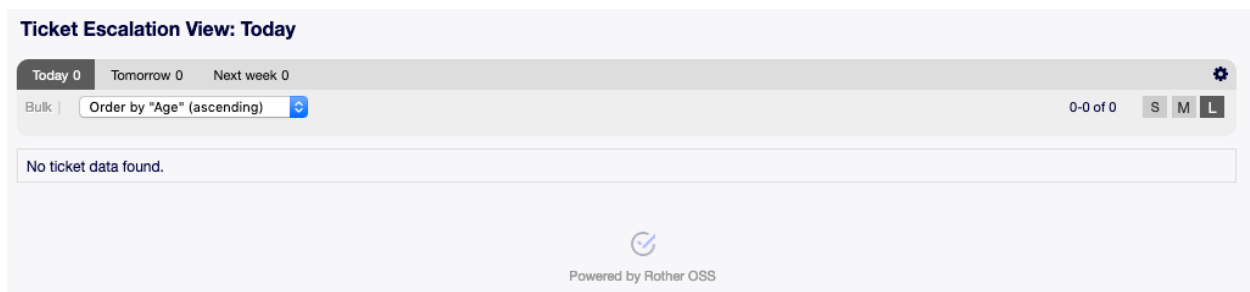 Ticket Escalation View: Today
Today 0 Tomorrow 0 Next week 0
Bulk | Order by "Age" (ascending) 0-0 of 0 S M L
No ticket data found.
Powered by Rother OSS